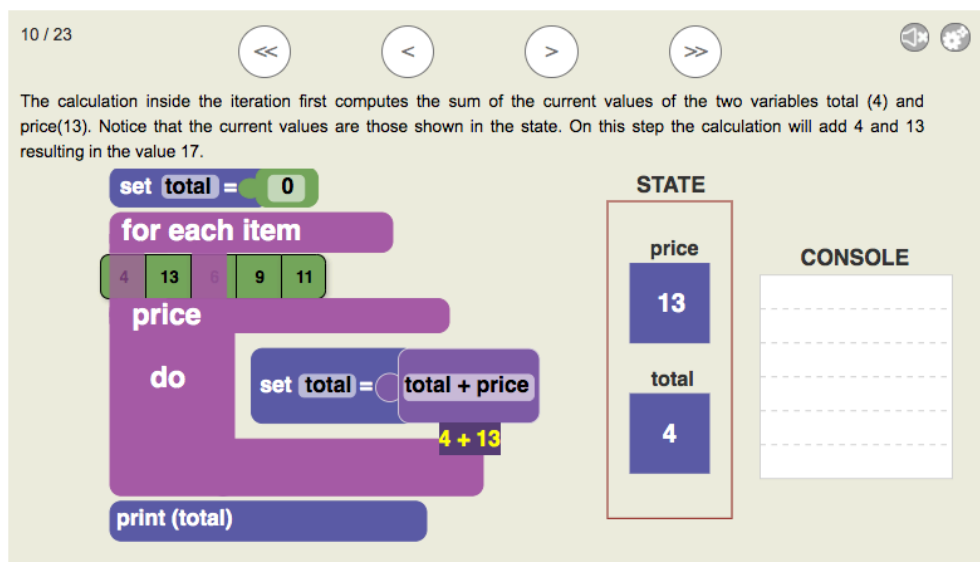 10 / 23
<<
<
>
>>
The calculation inside the iteration first computes the sum of the current values of the two variables total (4) and
price(13). Notice that the current values are those shown in the state. On this step the calculation will add 4 and 13
resulting in the value 17.
set total = 0
for each item
4 13 6 9 11
price
do
set total = total + price
4 + 13
print (total)
STATE
price
13
total
4
CONSOLE